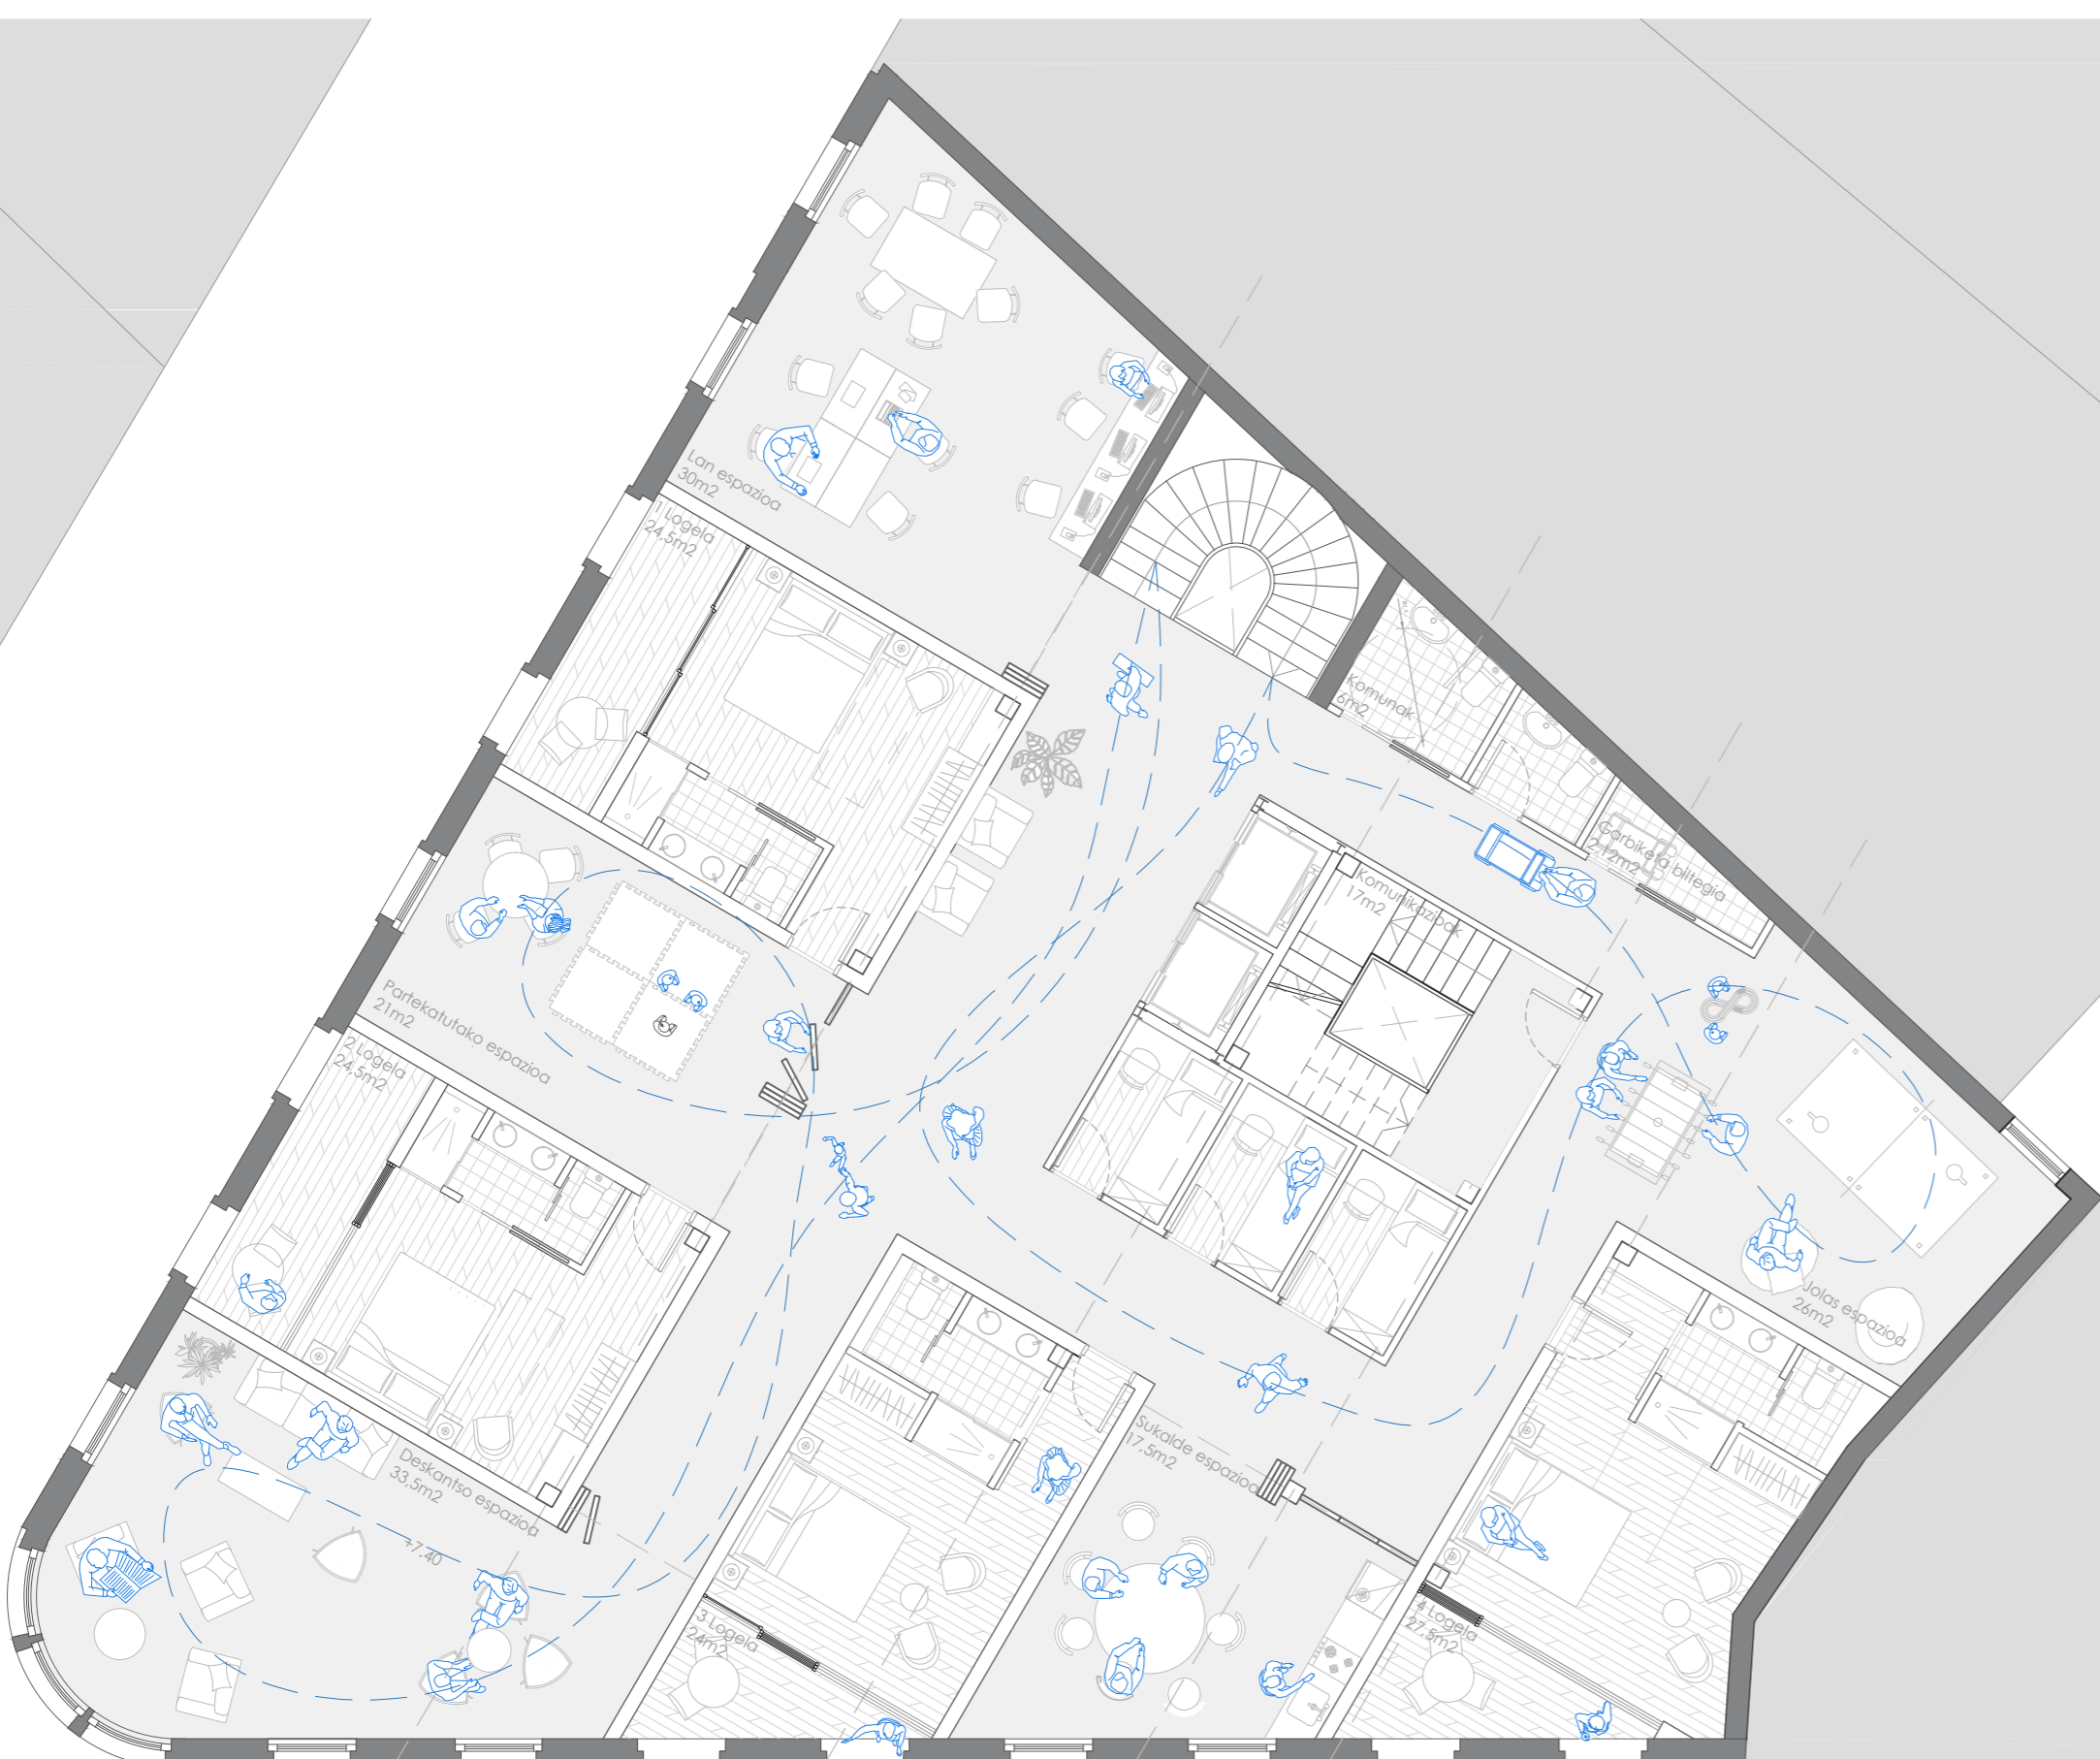 Lan espazioa
30m2
1 Logela
24,5m2
Komunak
6m2
Garbiketa biltegia
2,12m2
Komunikazioak
17m2
Partekatutako espazioa
21m2
2 Logela
24,5m2
Jolas espazioa
26m2
Deskantso espazioa
33,5m2
+7.40
Sukalde espazioa
17,5m2
3 Logela
24m2
4 Logela
27,5m2